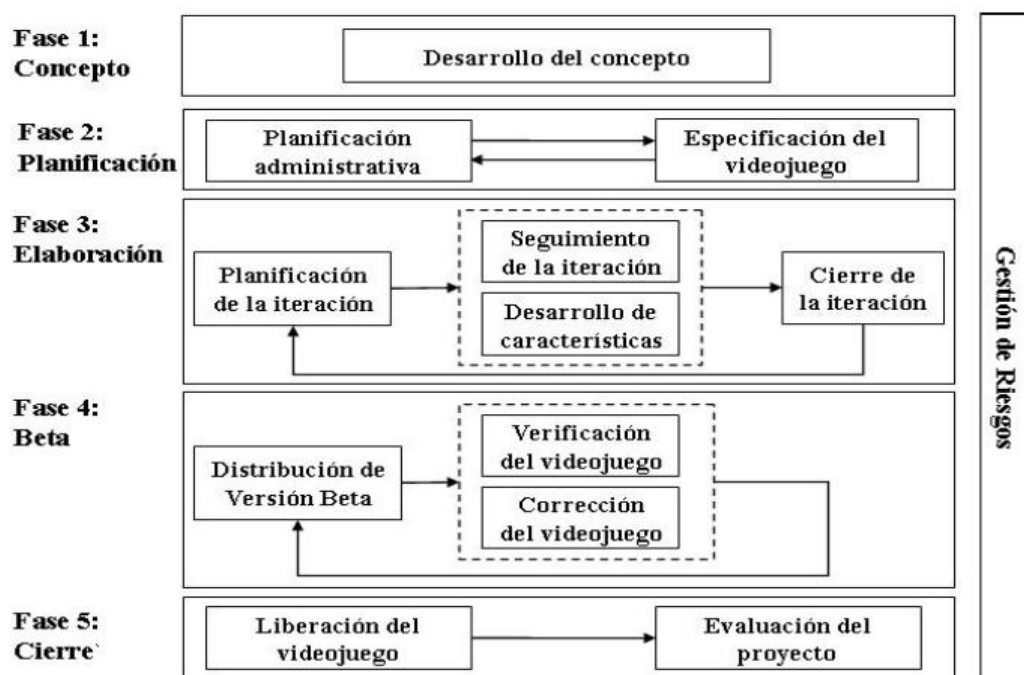 Fase 1:
Concepto
Desarrollo del concepto
Fase 2:
Planificación
Planificación
administrativa
Especificación del
videojuego
Fase 3:
Elaboración
Planificación
de la iteración
Seguimiento
de la iteración
Desarrollo de
características
Cierre de
la iteración
Fase 4:
Beta
Distribución de
Versión Beta
Verificación
del videojuego
Corrección
del videojuego
Fase 5:
Cierre
Liberación del
videojuego
Evaluación del
proyecto
Gestión de Riesgos